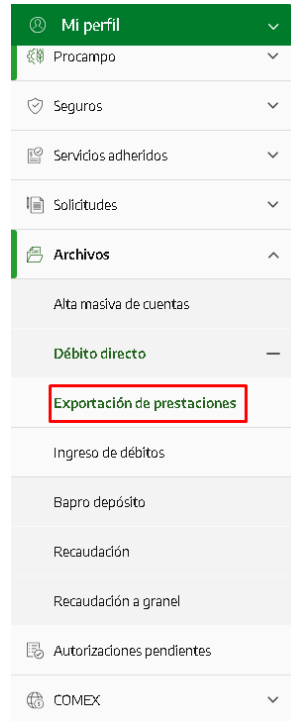 Mi perfil
Procampo
Seguros
Servicios adheridos
Solicitudes
Archivos
Alta masiva de cuentas
Débito directo
Exportación de prestaciones
Ingreso de débitos
Bapro depósito
Recaudación
Recaudación a granel
Autorizaciones pendientes
COMEX